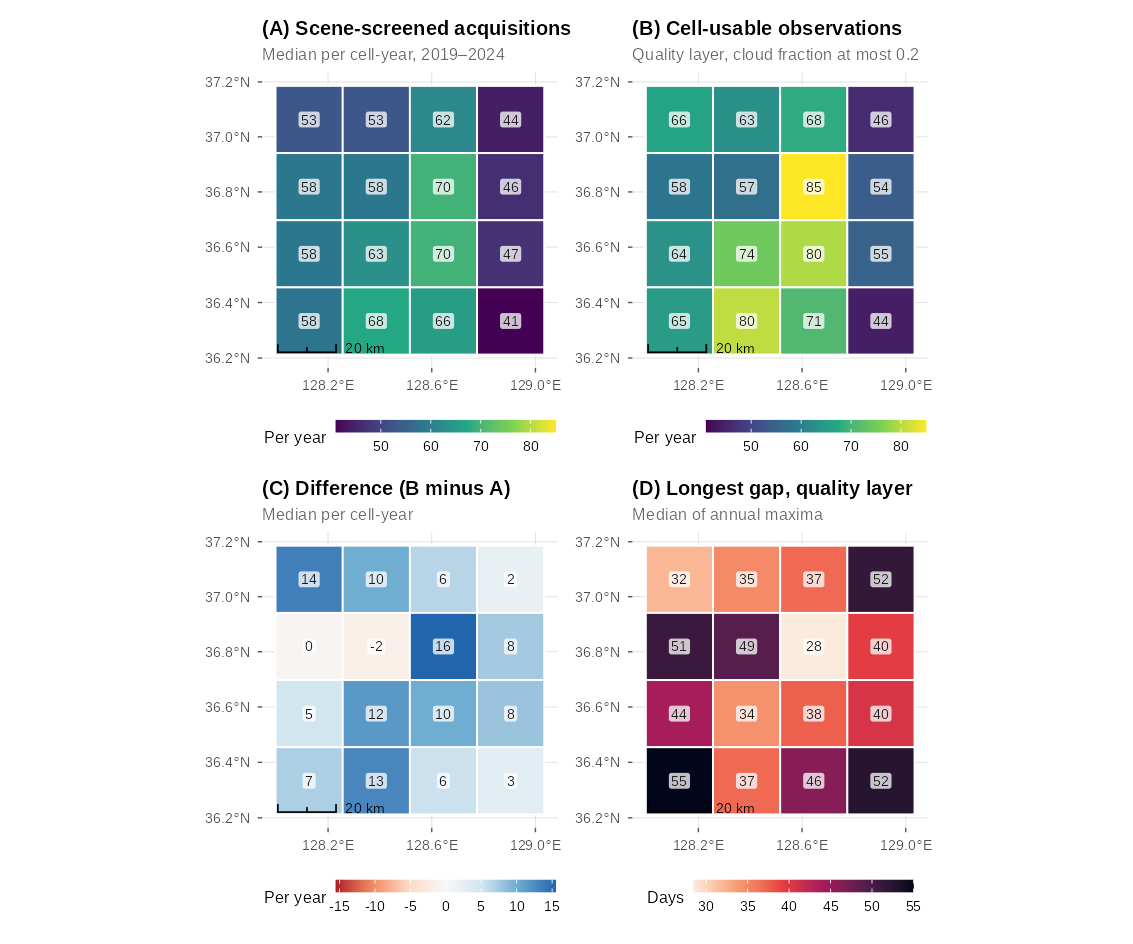 (A) Scene-screened acquisitions
Median per cell-year, 2019–2024
37.2°N
37.0°N
36.8°N
36.6°N
36.4°N
36.2°N
53 53 62 44
58 58 70 46
58 63 70 47
58 68 66 41
20 km
128.2°E 128.6°E 129.0°E
Per year
50 60 70 80
(B) Cell-usable observations
Quality layer, cloud fraction at most 0.2
37.2°N
37.0°N
36.8°N
36.6°N
36.4°N
36.2°N
66 63 68 46
58 57 85 54
64 74 80 55
65 80 71 44
20 km
128.2°E 128.6°E 129.0°E
Per year
50 60 70 80
(C) Difference (B minus A)
Median per cell-year
37.2°N
37.0°N
36.8°N
36.6°N
36.4°N
36.2°N
14 10 6 2
0 -2 16 8
5 12 10 8
7 13 6 3
20 km
128.2°E 128.6°E 129.0°E
Per year
-15 -10 -5 0 5 10 15
(D) Longest gap, quality layer
Median of annual maxima
37.2°N
37.0°N
36.8°N
36.6°N
36.4°N
36.2°N
32 35 37 52
51 49 28 40
44 34 38 40
55 37 46 52
20 km
128.2°E 128.6°E 129.0°E
Days
30 35 40 45 50 55